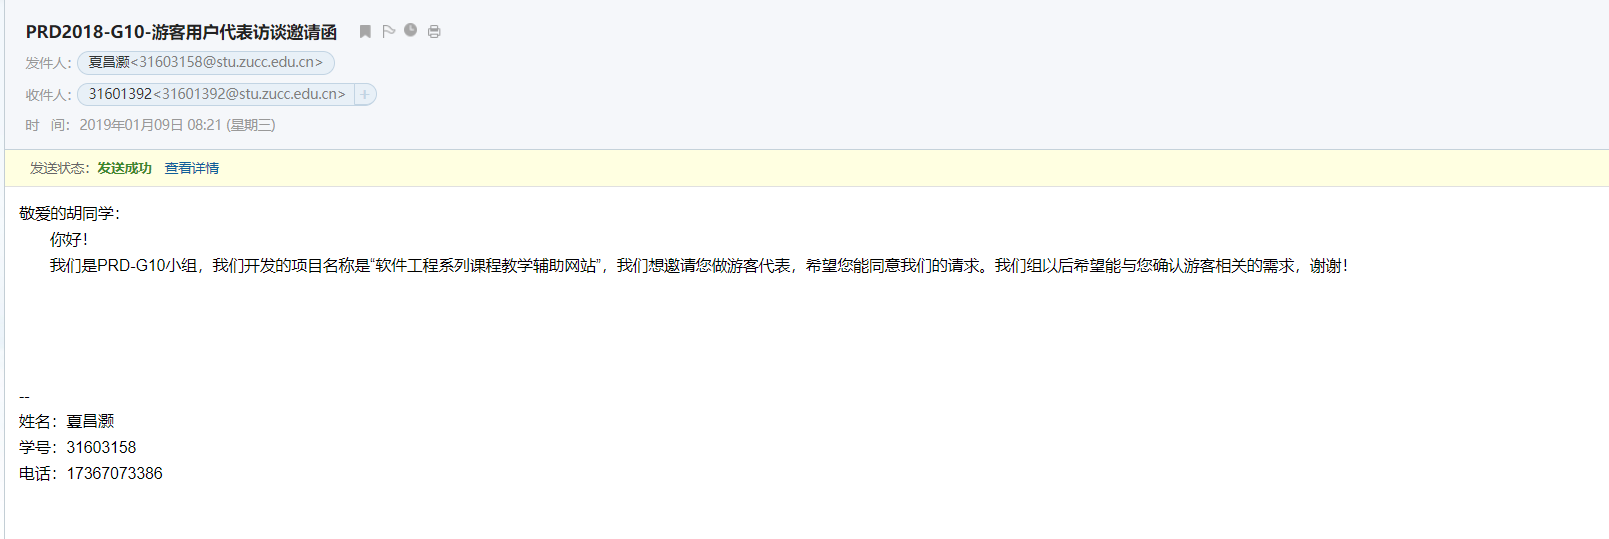 PRD2018-G10-游客用户代表访谈邀请函
发件人：夏昌灏<31603158@stu.zucc.edu.cn>
收件人：31601392<31601392@stu.zucc.edu.cn>
时 间：2019年01月09日 08:21 (星期三)
发送状态：发送成功 查看详情
敬爱的胡同学：
你好！
我们是PRD-G10小组，我们开发的项目名称是“软件工程系列课程教学辅助网站”，我们想邀请您做游客代表，希望您能同意我们的请求。我们组以后希望能与您确认游客相关的需求，谢谢！
--
姓名：夏昌灏
学号：31603158
电话：17367073386